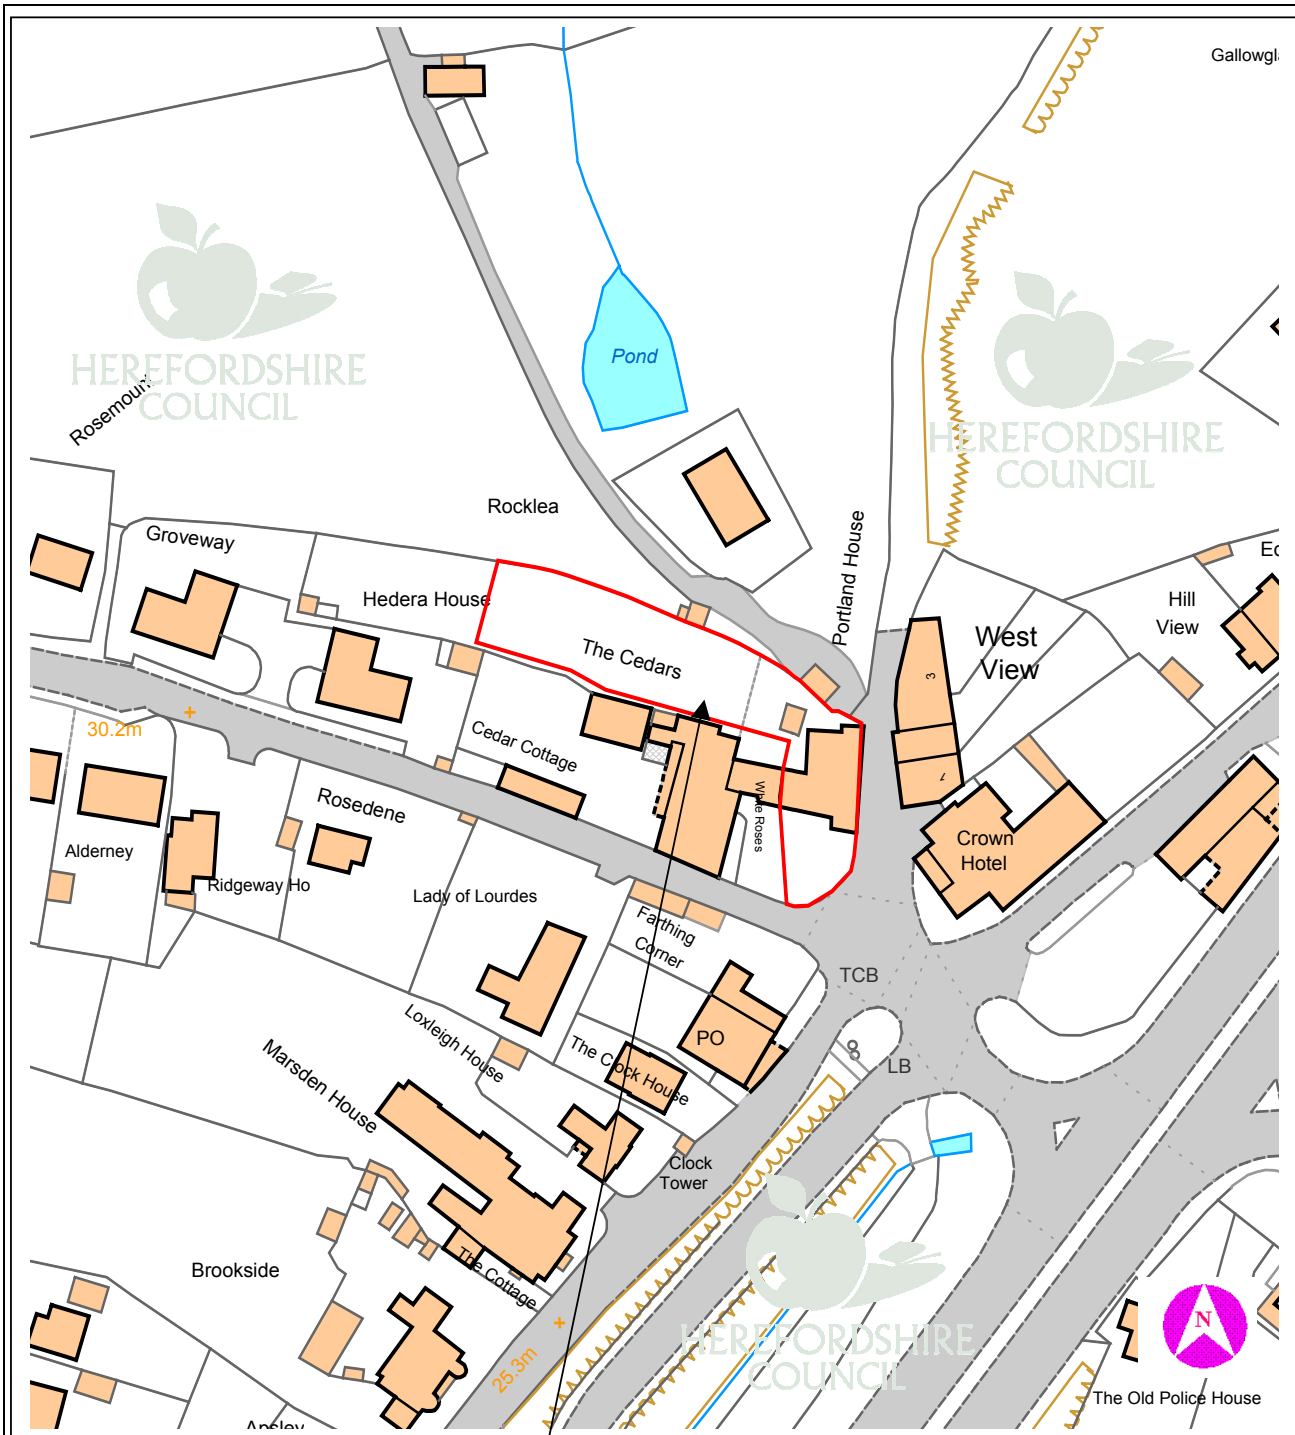 Gallowgl
HEREFORDSHIRE
COUNCIL
Rosemount
Pond
HEREFORDSHIRE
COUNCIL
Rocklea
Groveway
Hedera House
The Cedars
Portland House
West
View
3
Hill
View
Ed
30.2m
Cedar Cottage
White Roses
Rosedene
Alderney
Ridgeway Ho
Lady of Lourdes
Crown
Hotel
Farthing
Corner
TCB
PO
LB
Loxleigh House
The Clock House
Marsden House
Clock
Tower
Brookside
The Cottage
25.3m
HEREFORDSHIRE
COUNCIL
N
The Old Police House
Apsley